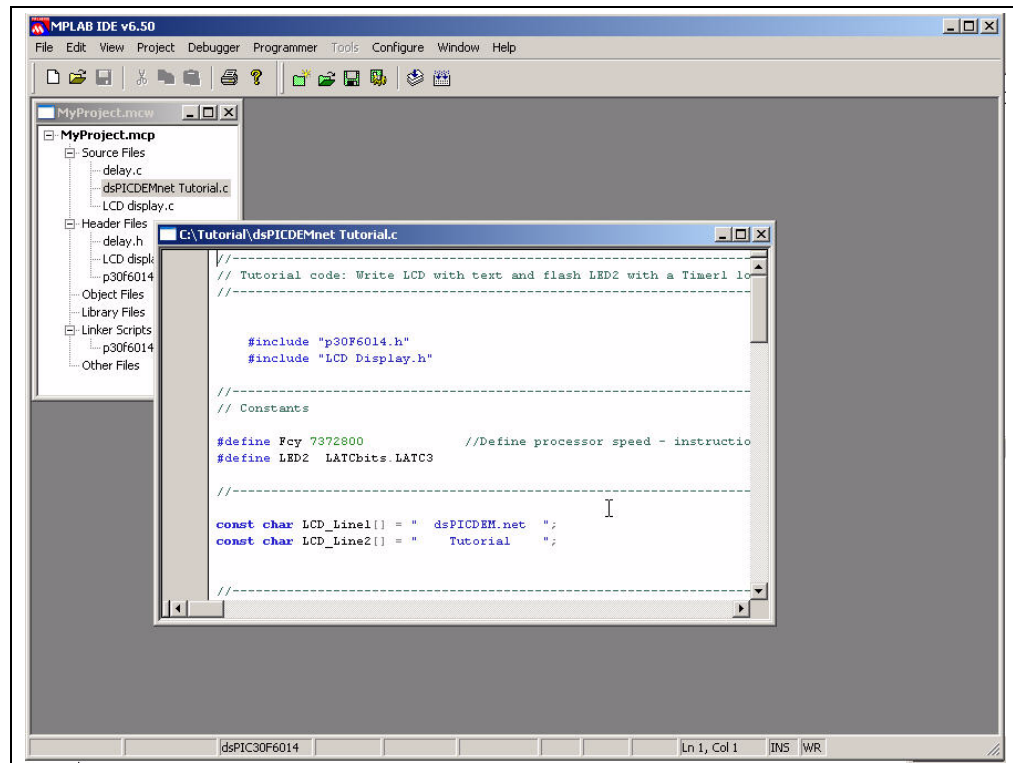 MPLAB IDE v6.50
File Edit View Project Debugger Programmer Tools Configure Window Help
MyProject.mcw
MyProject.mcp
Source Files
delay.c
dsPICDEMnet Tutorial.c
LCD display.c
Header Files
delay.h
LCD displ
p30f6014
Object Files
Library Files
Linker Scripts
p30f6014
Other Files
C:\Tutorial\dsPICDEMnet Tutorial.c
//----------------------------------------------------------------------
// Tutorial code: Write LCD with text and flash LED2 with a Timer1 lo
//----------------------------------------------------------------------
#include "p30F6014.h"
#include "LCD Display.h"
//----------------------------------------------------------------------
// Constants
#define Fcy 7372800 //Define processor speed - instructio
#define LED2 LATCbits.LATC3
//----------------------------------------------------------------------
const char LCD_Line1[] = "  dsPICDEM.net  ";
const char LCD_Line2[] = "    Tutorial    ";
//----------------------------------------------------------------------
dsPIC30F6014 Ln 1, Col 1 INS WR